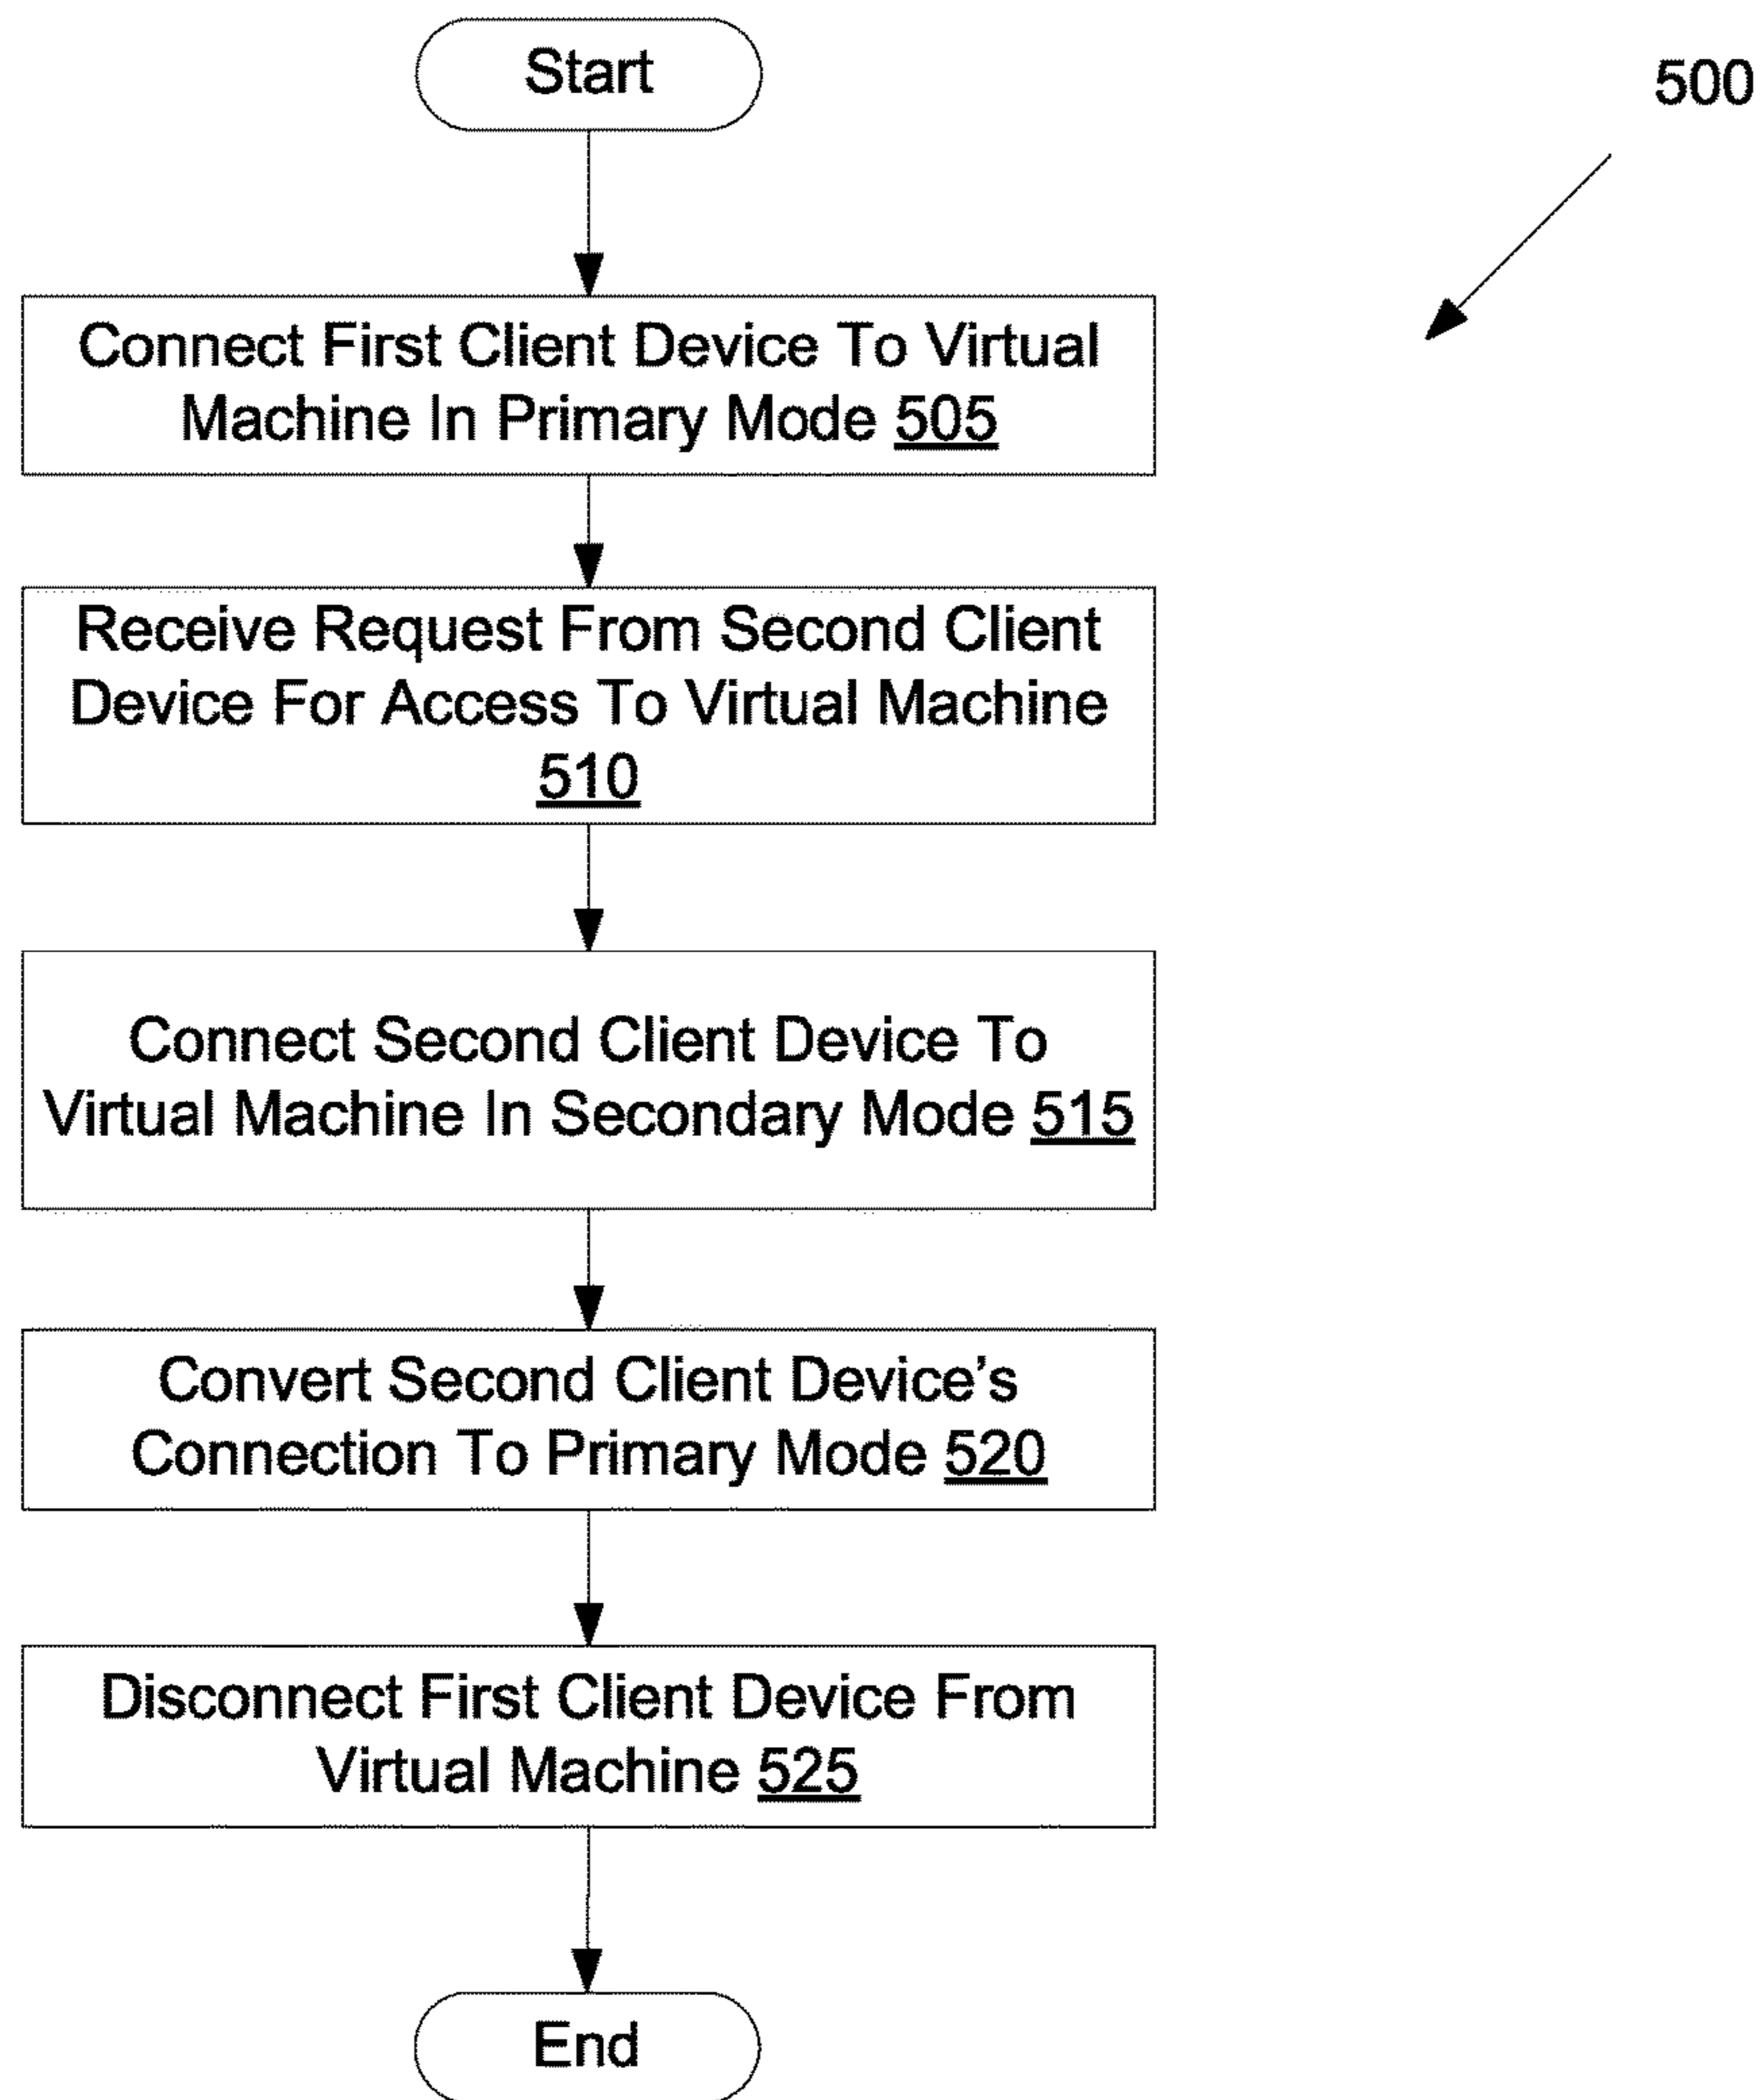 Start
500
Connect First Client Device To Virtual
Machine In Primary Mode 505
Receive Request From Second Client
Device For Access To Virtual Machine
510
Connect Second Client Device To
Virtual Machine In Secondary Mode 515
Convert Second Client Device's
Connection To Primary Mode 520
Disconnect First Client Device From
Virtual Machine 525
End